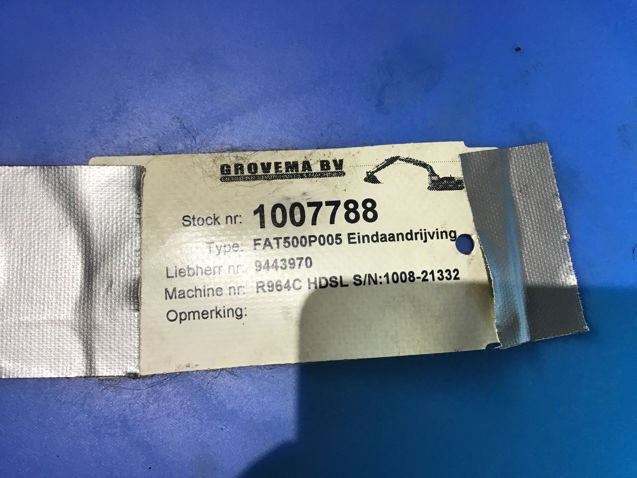 GROVEMA BV
Stock nr: 1007788
Type: FAT500P005 Eindaandrijving
Liebherr nr: 9443970
Machine nr: R964C HDSL S/N:1008-21332
Opmerking: